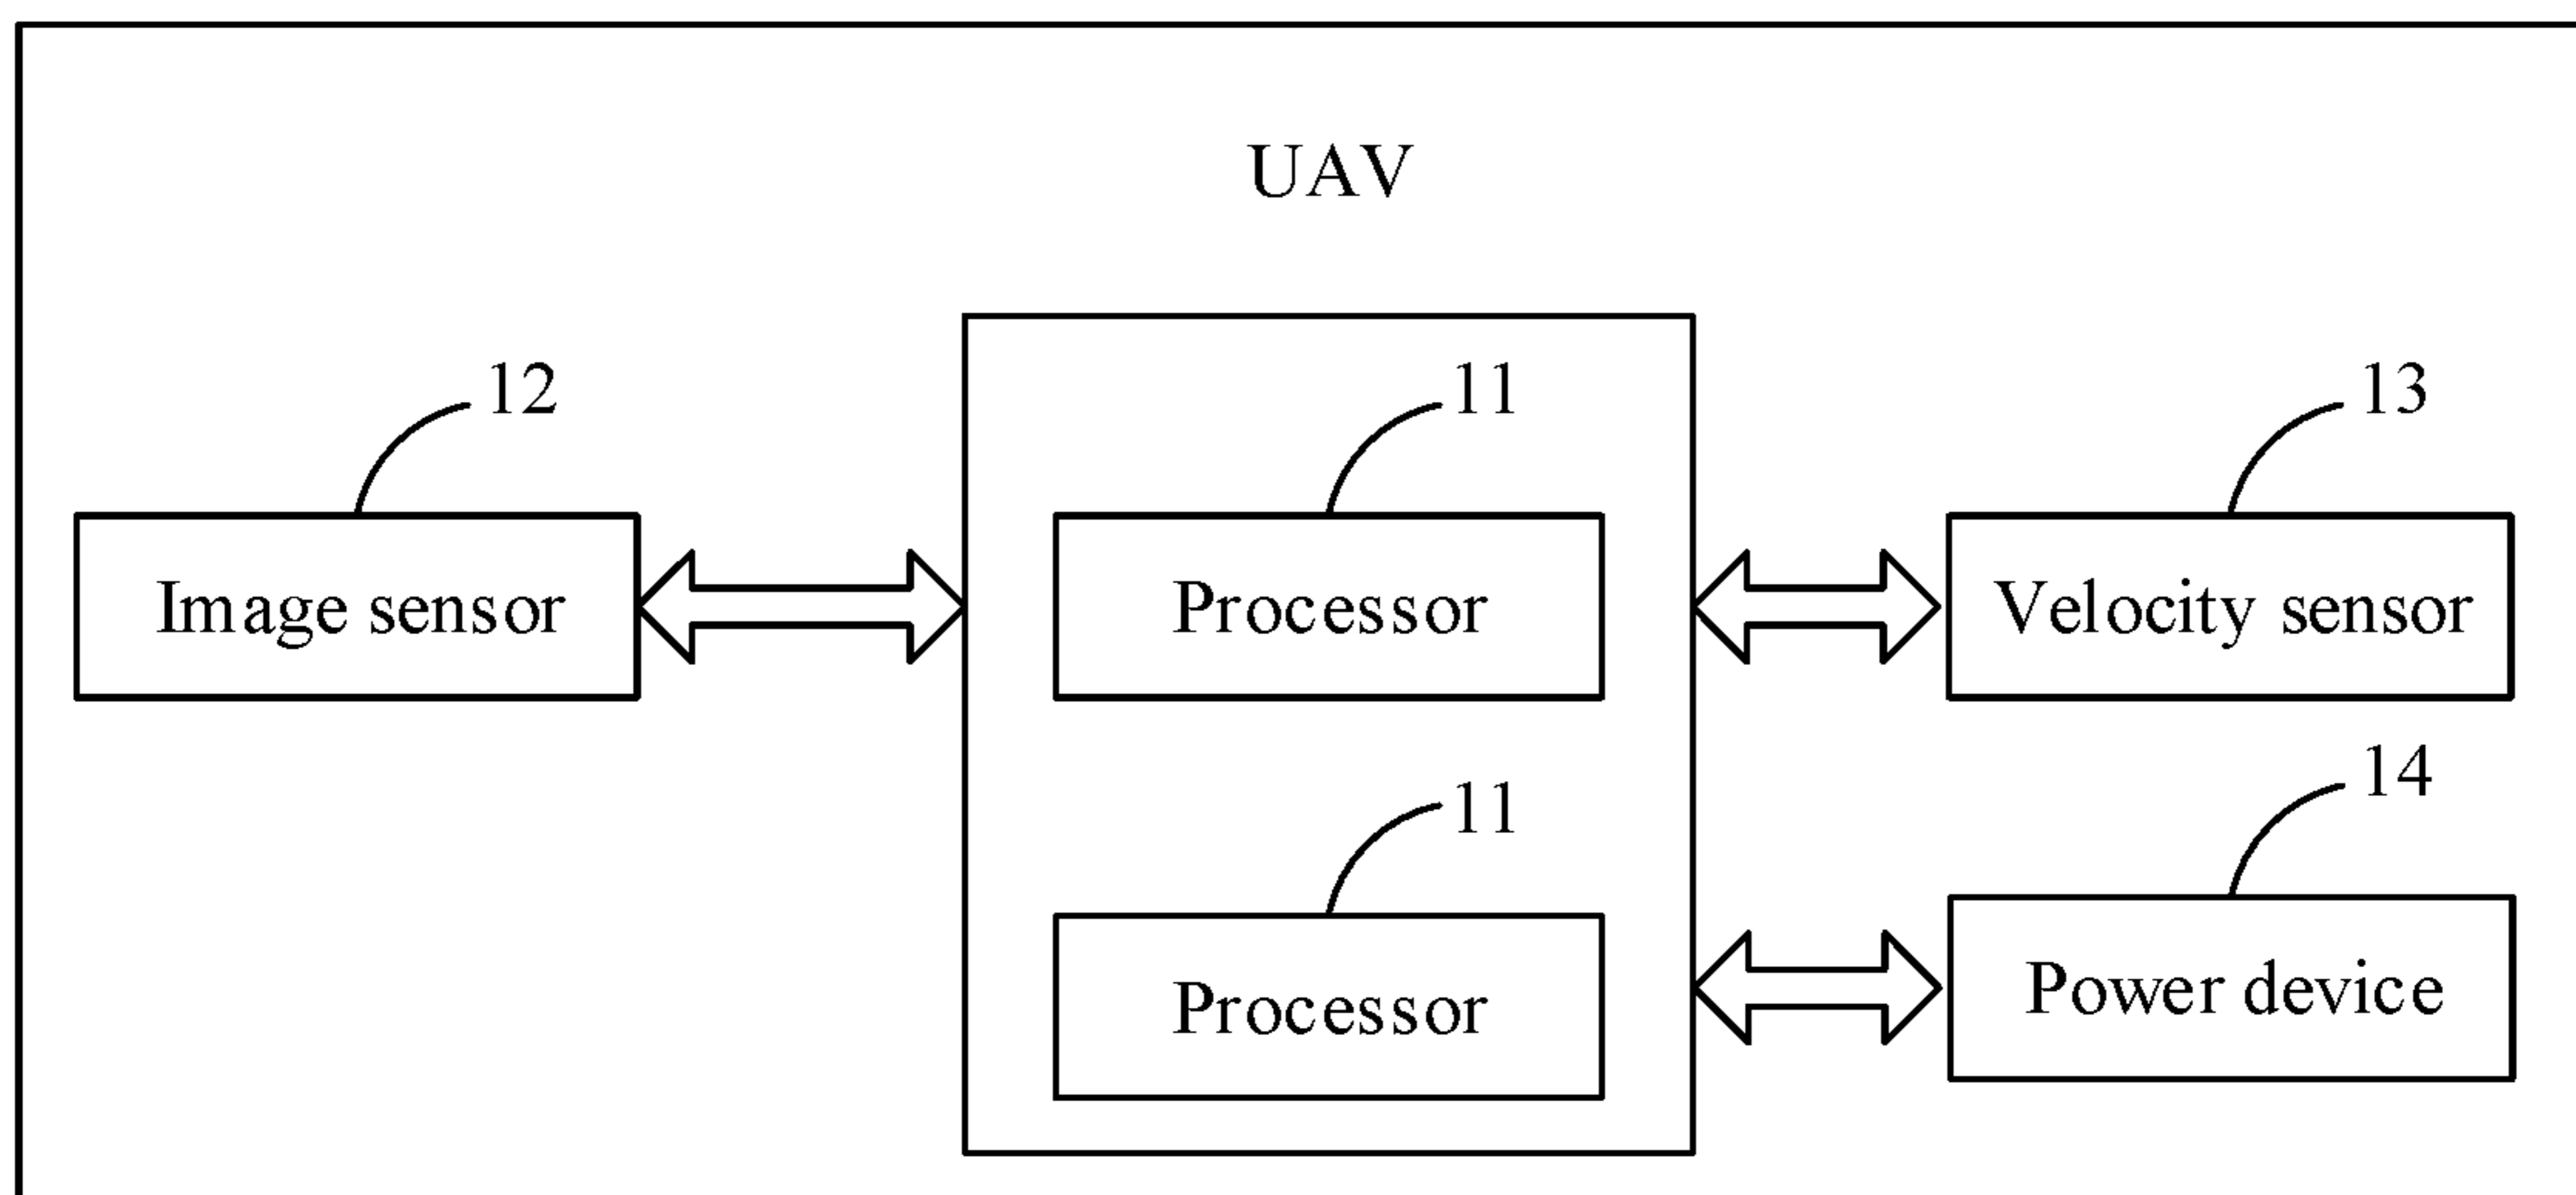 UAV
12
11
13
Image sensor
Processor
Velocity sensor
11
14
Processor
Power device